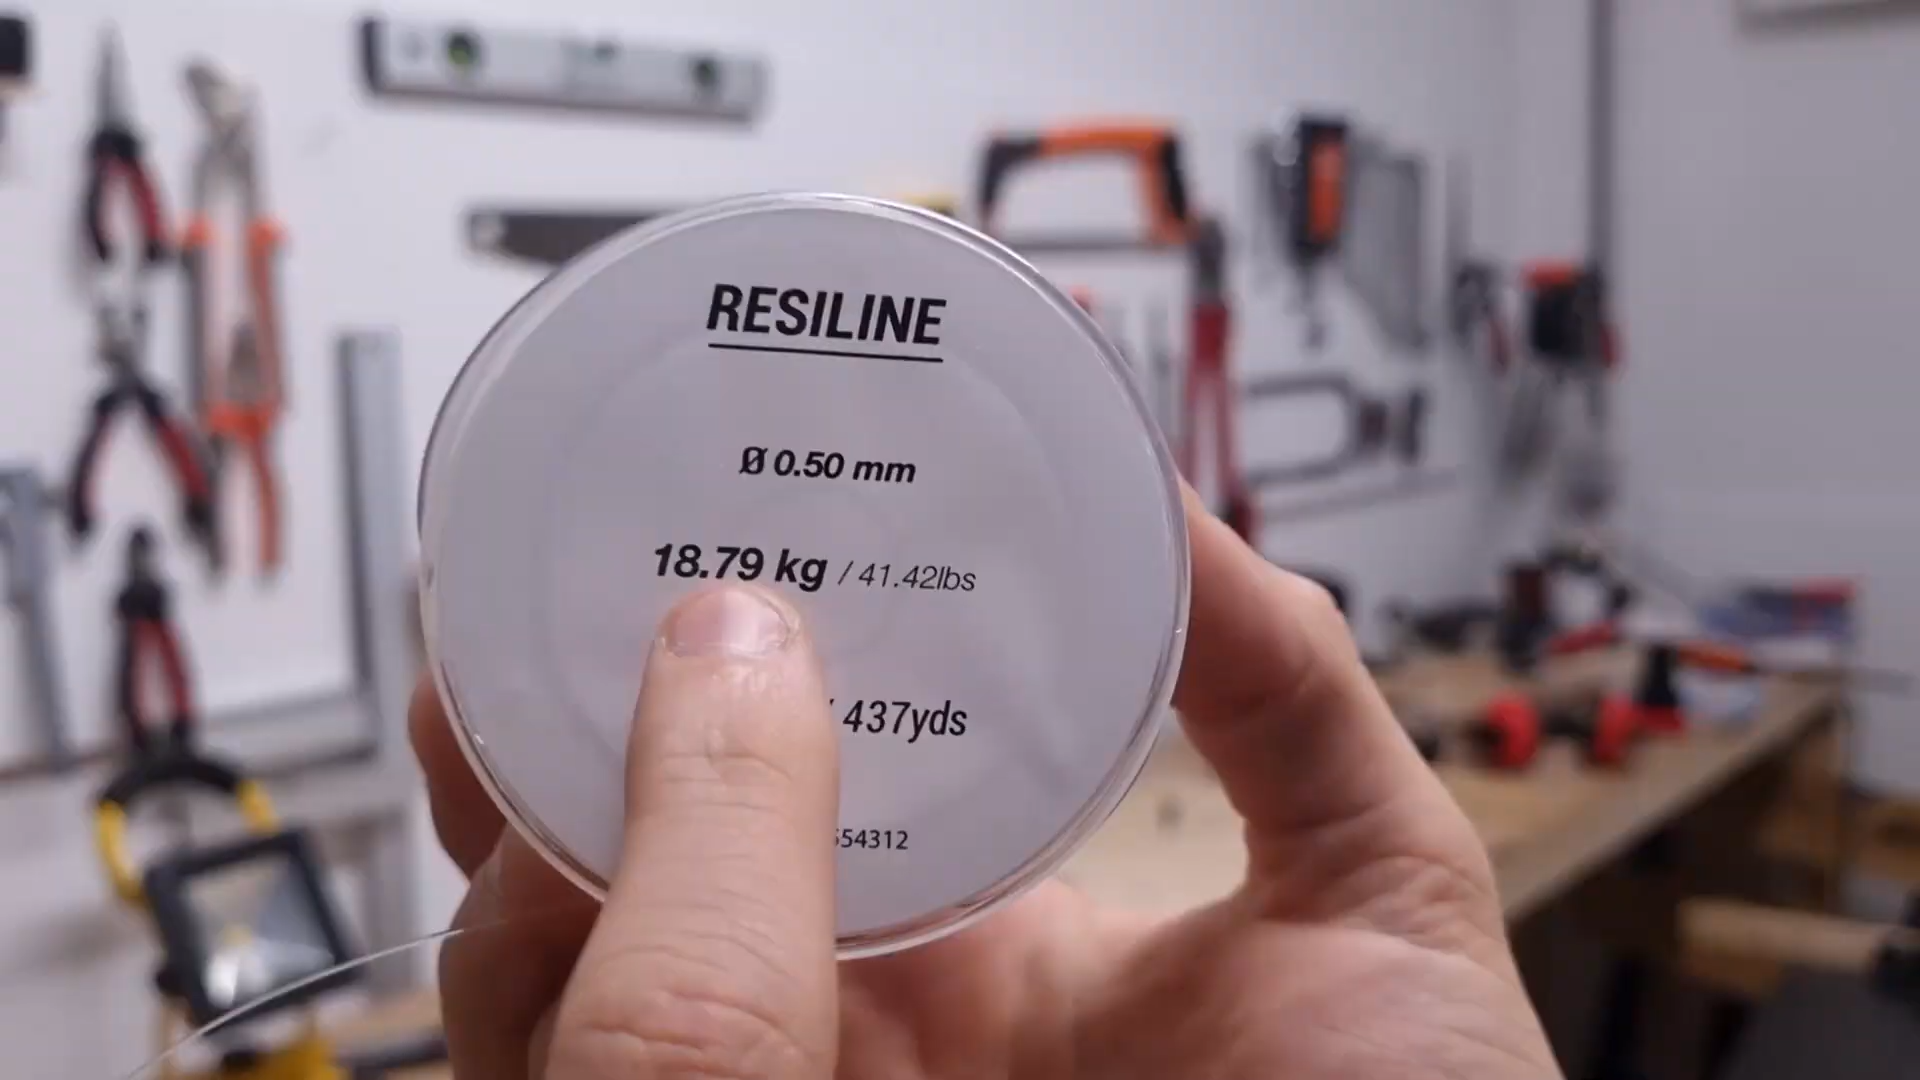 RESILINE
Ø 0.50 mm
18.79 kg / 41.42lbs
/ 437yds
54312